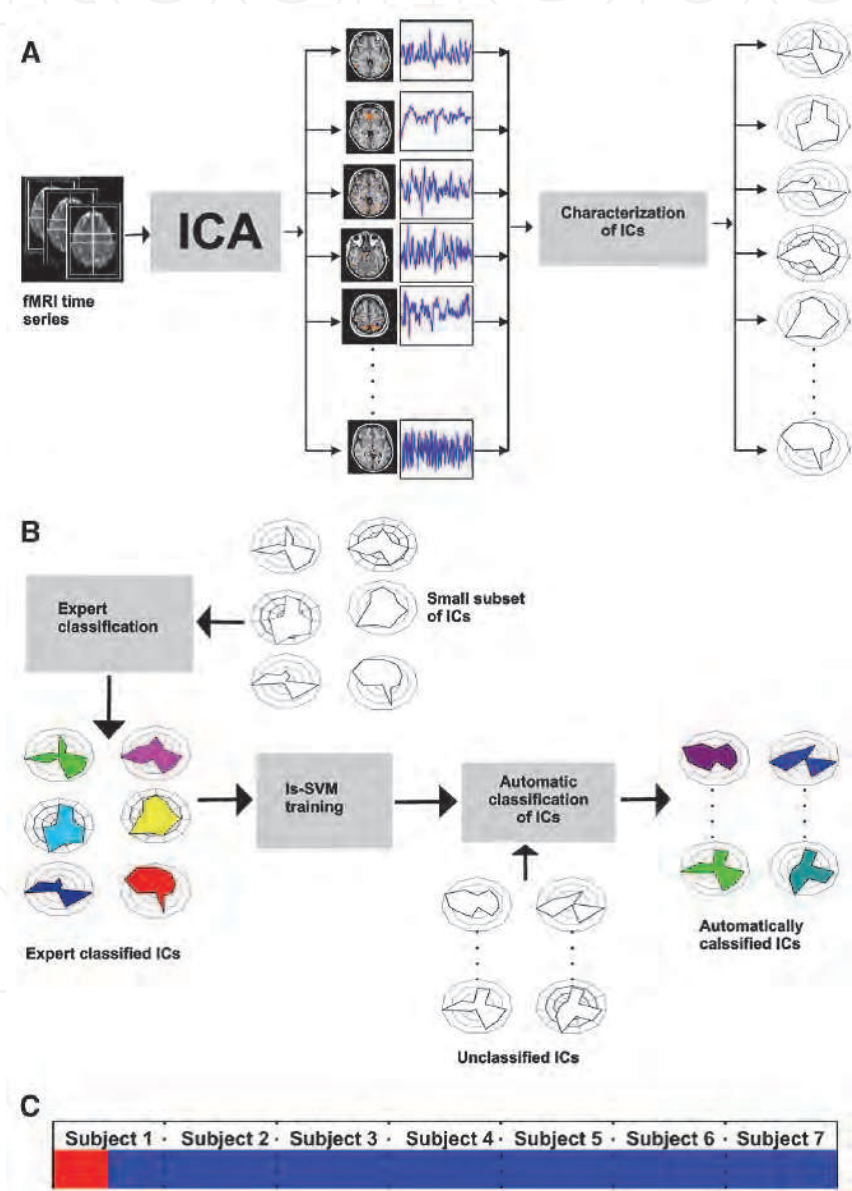 A
ICA
Characterization
of ICs
fMRI time
series
B
Expert
classification
Small subset
of ICs
ls-SVM
training
Automatic
classification
of ICs
Expert classified ICs
Automatically
calssified ICs
Unclassified ICs
C
Subject 1 · Subject 2 · Subject 3 · Subject 4 · Subject 5 · Subject 6 · Subject 7